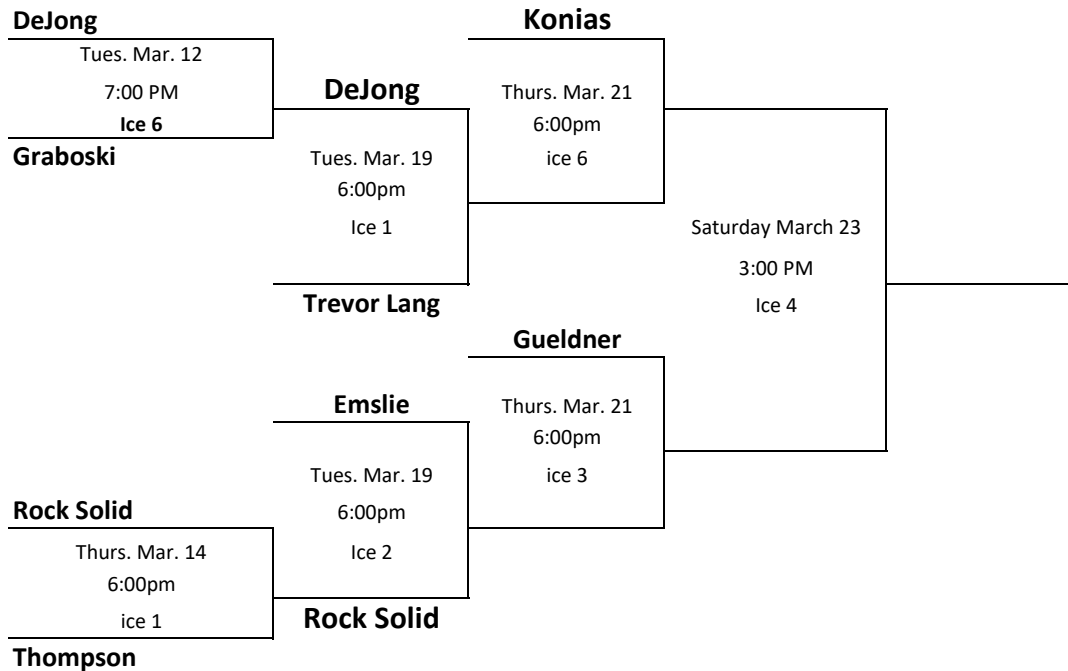 DeJong
Tues. Mar. 12
7:00 PM
Ice 6
Graboski
DeJong
Tues. Mar. 19
6:00pm
Ice 1
Trevor Lang
Konias
Thurs. Mar. 21
6:00pm
ice 6
Saturday March 23
3:00 PM
Ice 4
Gueldner
Thurs. Mar. 21
6:00pm
ice 3
Emslie
Tues. Mar. 19
6:00pm
Ice 2
Rock Solid
Rock Solid
Thurs. Mar. 14
6:00pm
ice 1
Thompson